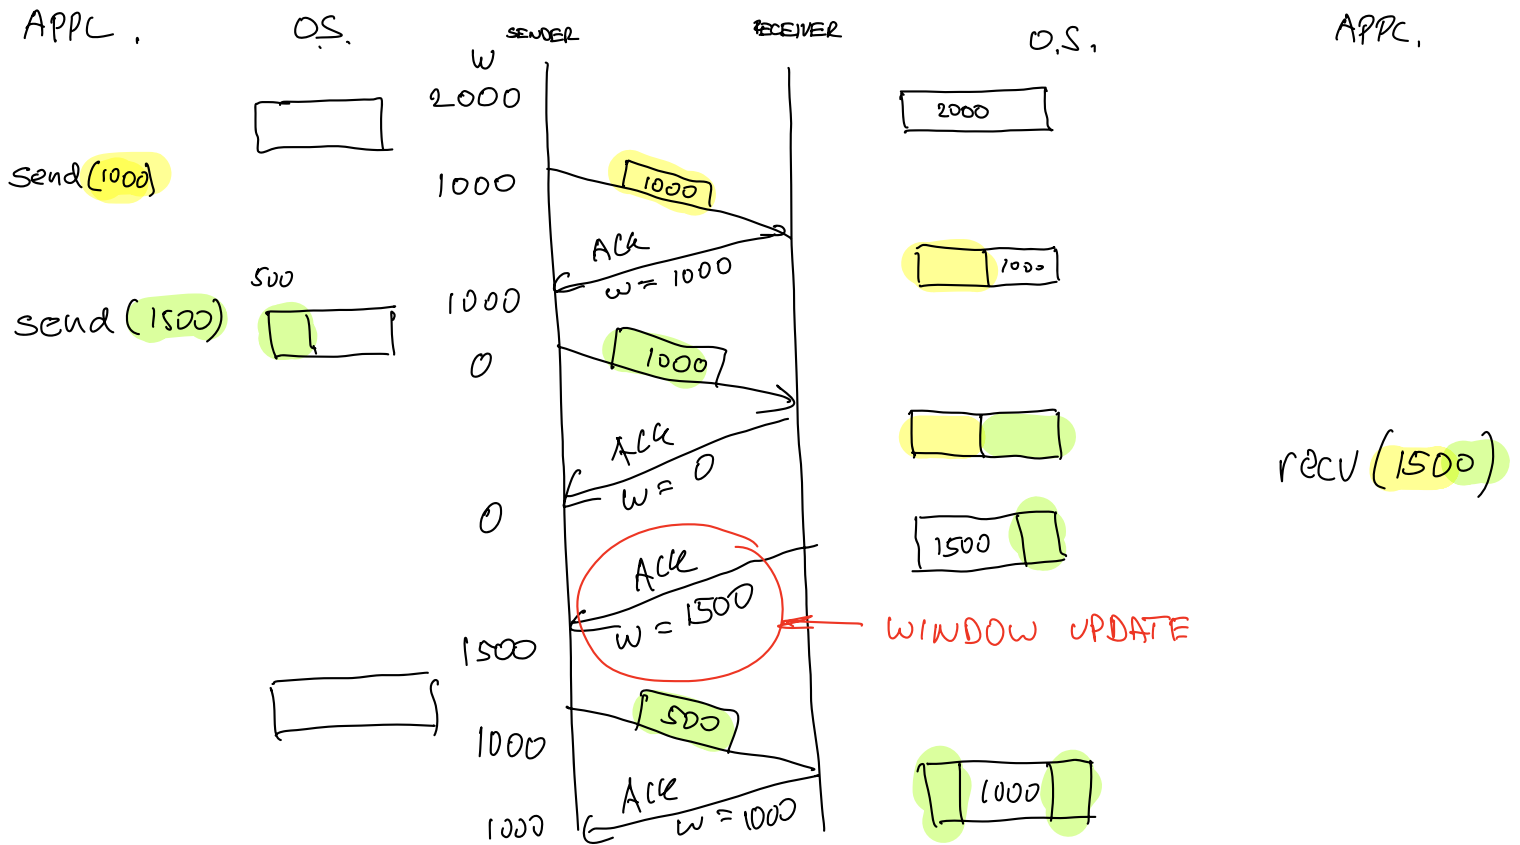 APPL. O.S. SENDER RECEIVER O.S. APPL.
W
2000 2000
send(1000) 1000 1000
ACK
W = 1000 1000
500 1000
send (1500) 0 1000
ACK
W = 0 recv (1500)
0 1500
ACK
W = 1500 WINDOW UPDATE
1500
500
1000 1000
ACK
1000 W = 1000